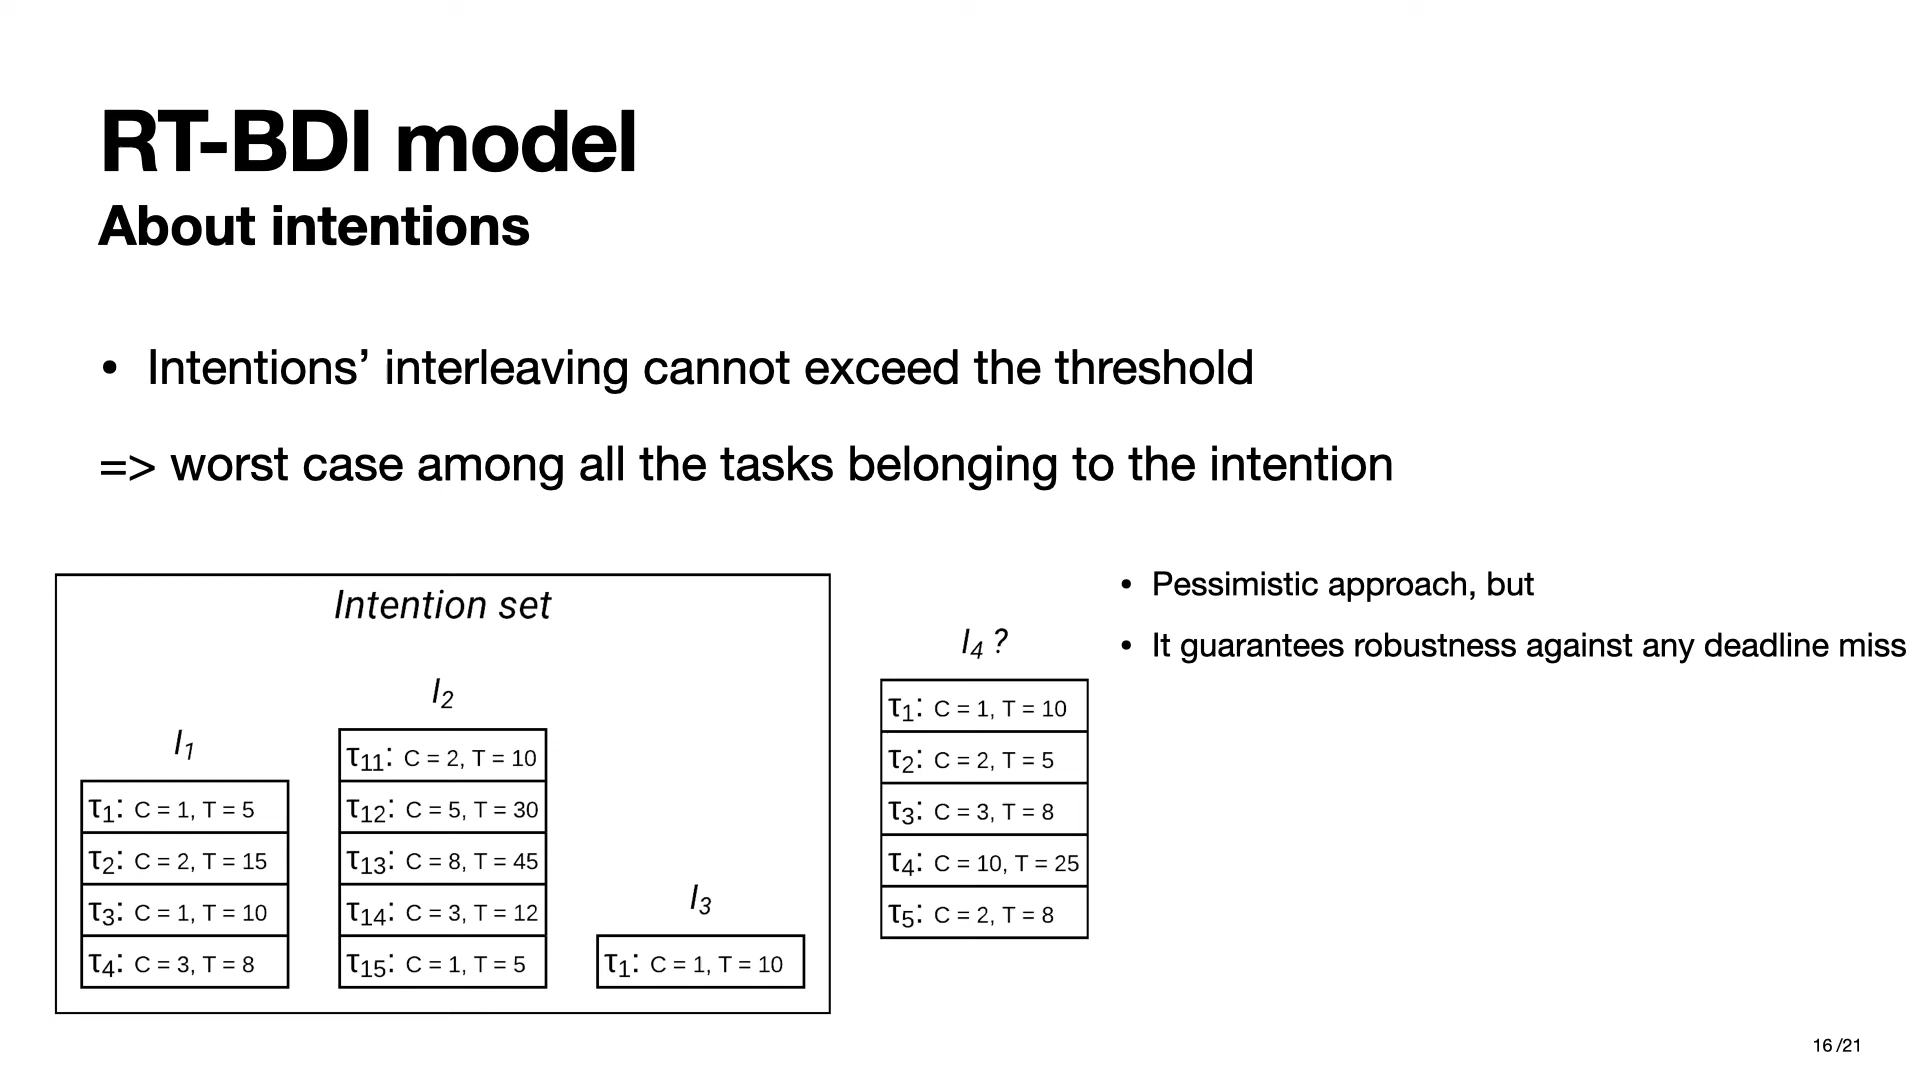 RT-BDI model
About intentions
• Intentions’ interleaving cannot exceed the threshold
=> worst case among all the tasks belonging to the intention
Intention set
I1
τ1: C = 1, T = 5
τ2: C = 2, T = 15
τ3: C = 1, T = 10
τ4: C = 3, T = 8
I2
τ11: C = 2, T = 10
τ12: C = 5, T = 30
τ13: C = 8, T = 45
τ14: C = 3, T = 12
τ15: C = 1, T = 5
I3
τ1: C = 1, T = 10
I4 ?
τ1: C = 1, T = 10
τ2: C = 2, T = 5
τ3: C = 3, T = 8
τ4: C = 10, T = 25
τ5: C = 2, T = 8
• Pessimistic approach, but
• It guarantees robustness against any deadline miss
16 /21